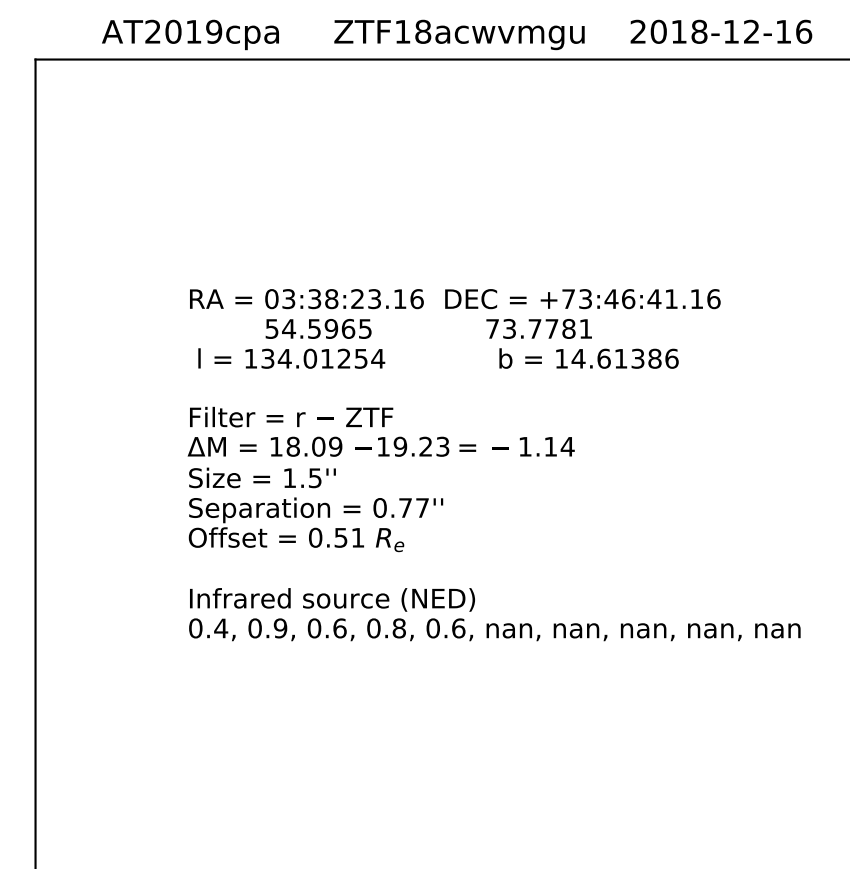 AT2019cpa ZTF18acwvmgu 2018-12-16
RA = 03:38:23.16 DEC = +73:46:41.16
54.5965 73.7781
l = 134.01254 b = 14.61386
Filter = r − ZTF
ΔM = 18.09 −19.23 = − 1.14
Size = 1.5''
Separation = 0.77''
Offset = 0.51 Rₑ
Infrared source (NED)
0.4, 0.9, 0.6, 0.8, 0.6, nan, nan, nan, nan, nan